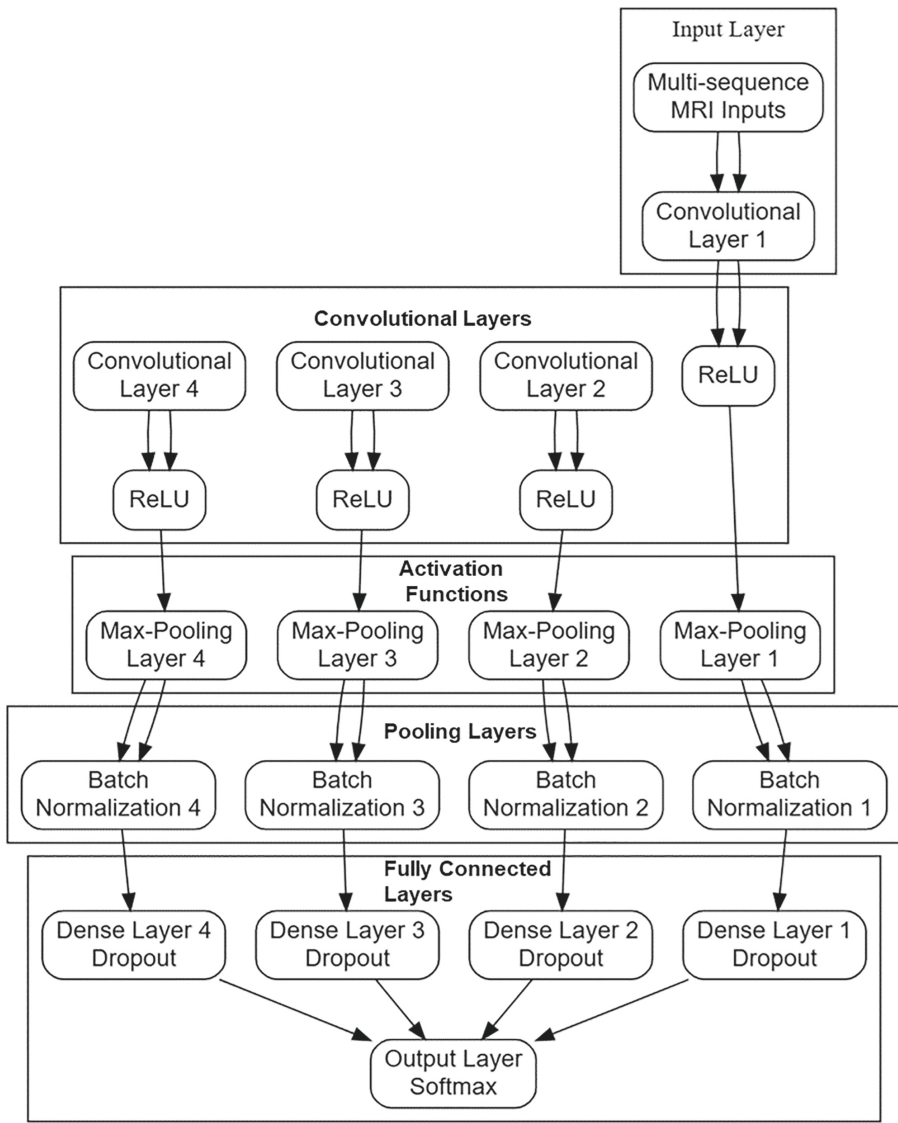 Input Layer
Multi-sequence
MRI Inputs
Convolutional
Layer 1
Convolutional Layers
Convolutional
Layer 4
Convolutional
Layer 3
Convolutional
Layer 2
ReLU
ReLU
ReLU
ReLU
Activation
Functions
Max-Pooling
Layer 4
Max-Pooling
Layer 3
Max-Pooling
Layer 2
Max-Pooling
Layer 1
Pooling Layers
Batch
Normalization 4
Batch
Normalization 3
Batch
Normalization 2
Batch
Normalization 1
Fully Connected
Layers
Dense Layer 4
Dropout
Dense Layer 3
Dropout
Dense Layer 2
Dropout
Dense Layer 1
Dropout
Output Layer
Softmax